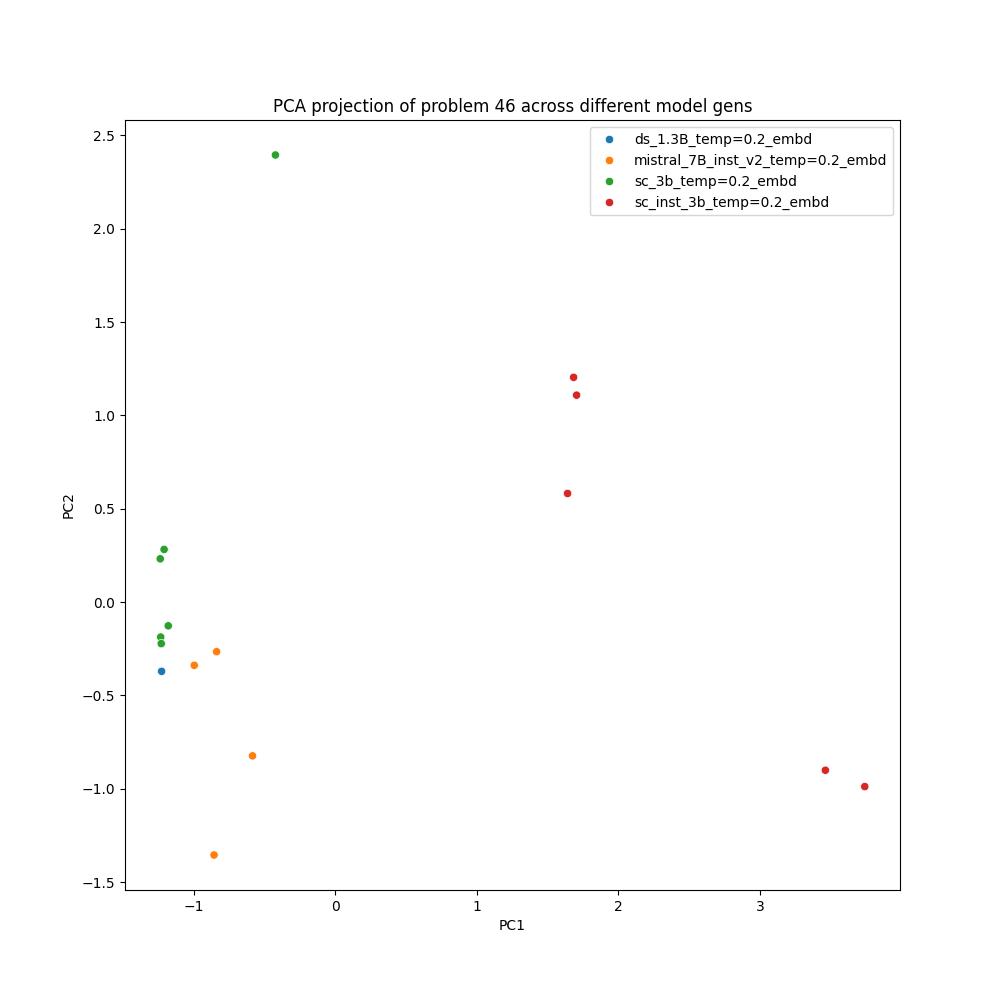 PCA projection of problem 46 across different model gens
ds_1.3B_temp=0.2_embd
mistral_7B_inst_v2_temp=0.2_embd
sc_3b_temp=0.2_embd
sc_inst_3b_temp=0.2_embd
2.5
2.0
1.5
1.0
0.5
0.0
−0.5
−1.0
−1.5
PC2
−1
0
1
2
3
PC1